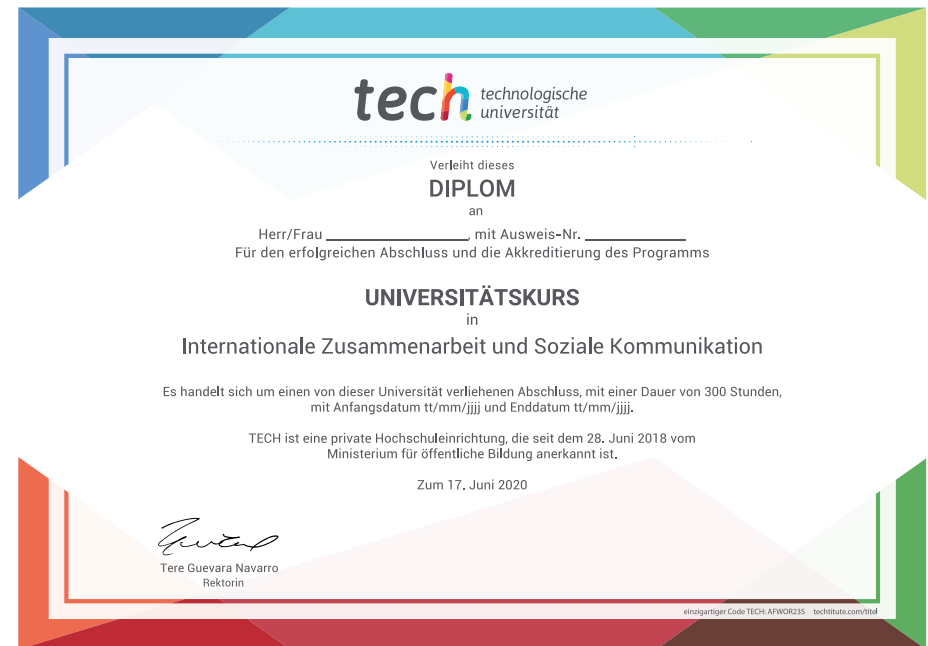 tech technologische
universität
Verleiht dieses
DIPLOM
an
Herr/Frau ____________, mit Ausweis-Nr. ____________
Für den erfolgreichen Abschluss und die Akkreditierung des Programms
UNIVERSITÄTSKURS
in
Internationale Zusammenarbeit und Soziale Kommunikation
Es handelt sich um einen von dieser Universität verliehenen Abschluss, mit einer Dauer von 300 Stunden,
mit Anfangsdatum tt/mm/jjjj und Enddatum tt/mm/jjjj.
TECH ist eine private Hochschuleinrichtung, die seit dem 28. Juni 2018 vom
Ministerium für öffentliche Bildung anerkannt ist.
Zum 17. Juni 2020
Tere Guevara Navarro
Rektorin
einzigartiger Code TECH: AFWOR23S techtitute.com/titel